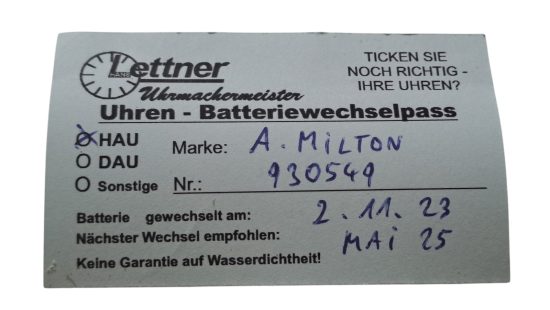 Lettner
HANS
Uhrmachermeister
TICKEN SIE
NOCH RICHTIG -
IHRE UHREN?
Uhren - Batteriewechselpass
HAU
DAU
Sonstige
Marke: A. MILTON
Nr.: 930549
Batterie gewechselt am: 2.11.23
Nächster Wechsel empfohlen: MAi 25
Keine Garantie auf Wasserdichtheit!